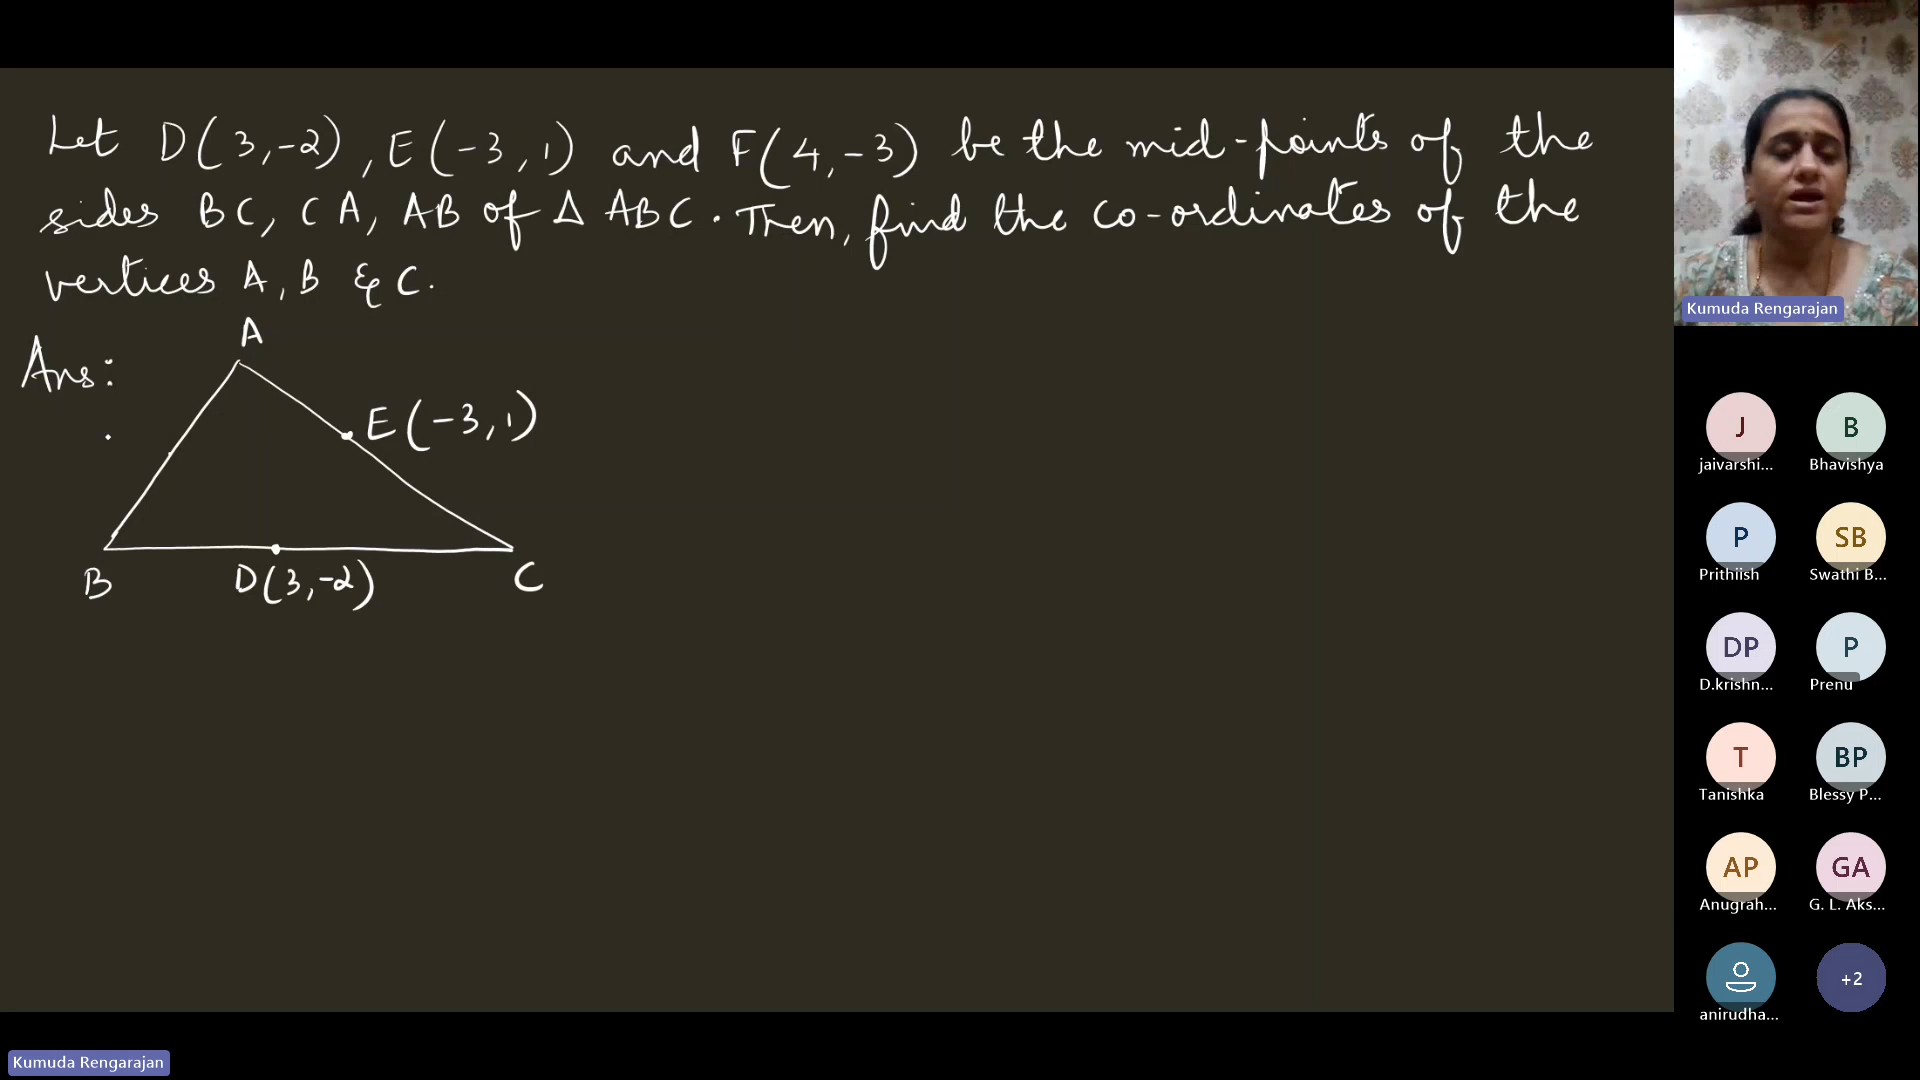 Let D(3,-2), E(-3,1) and F(4,-3) be the mid-points of the
sides BC, CA, AB of Δ ABC. Then, find the co-ordinates of the
vertices A, B & C.
A
Ans:
E(-3,1)
B D(3,-2) C
Kumuda Rengarajan
J B
jaivarshi... Bhavishya
P SB
Prithiish Swathi B...
DP P
D.krishn... Prenu
T BP
Tanishka Blessy P...
AP GA
Anugrah... G. L. Aks...
+2
anirudha...
Kumuda Rengarajan